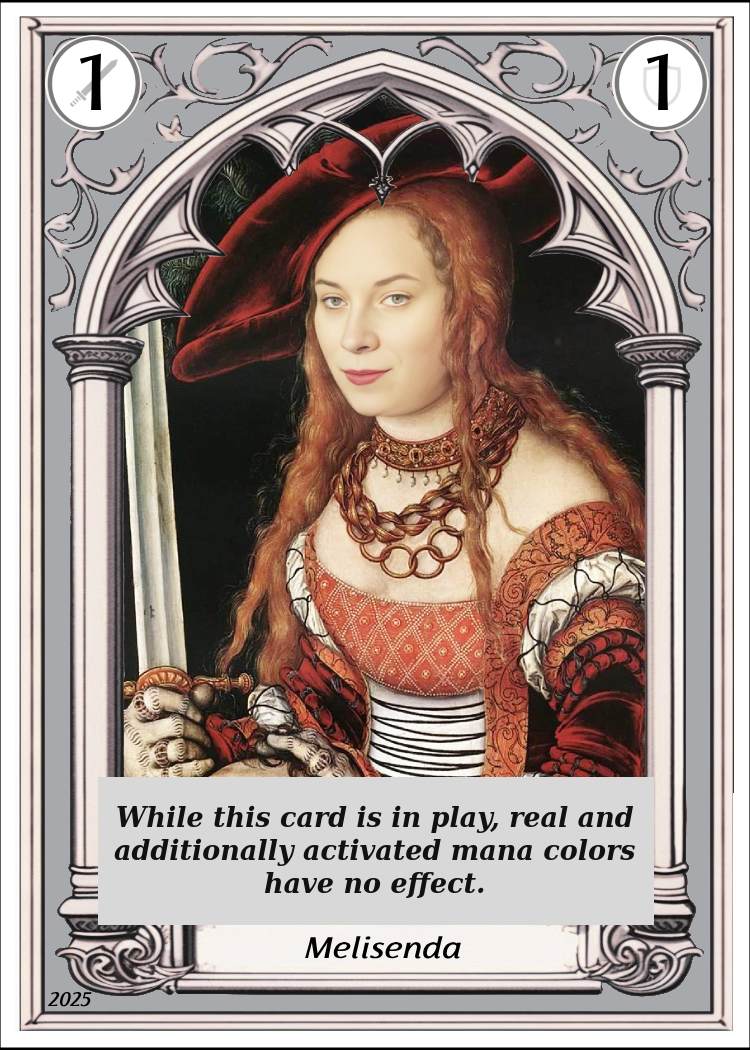 1
1
While this card is in play, real and
additionally activated mana colors
have no effect.
Melisenda
2025